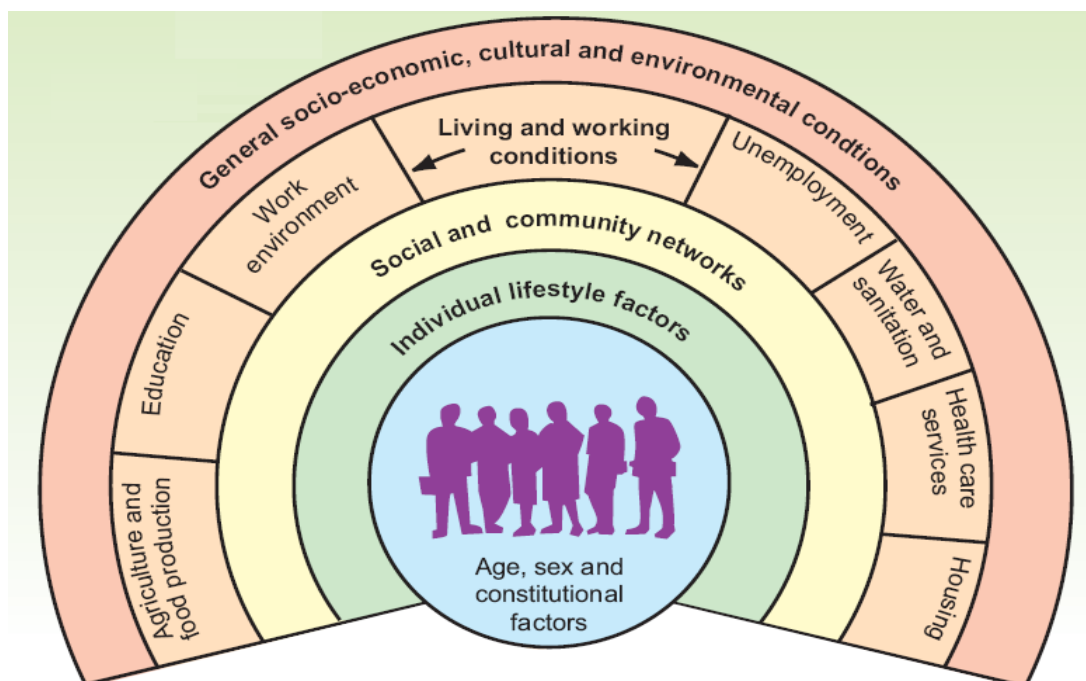 General socio-economic, cultural and environmental condtions
Living and working
conditions
Agriculture and
food production
Education
Work
environment
Unemployment
Water and
sanitation
Health care
services
Housing
Social and community networks
Individual lifestyle factors
Age, sex and
constitutional
factors